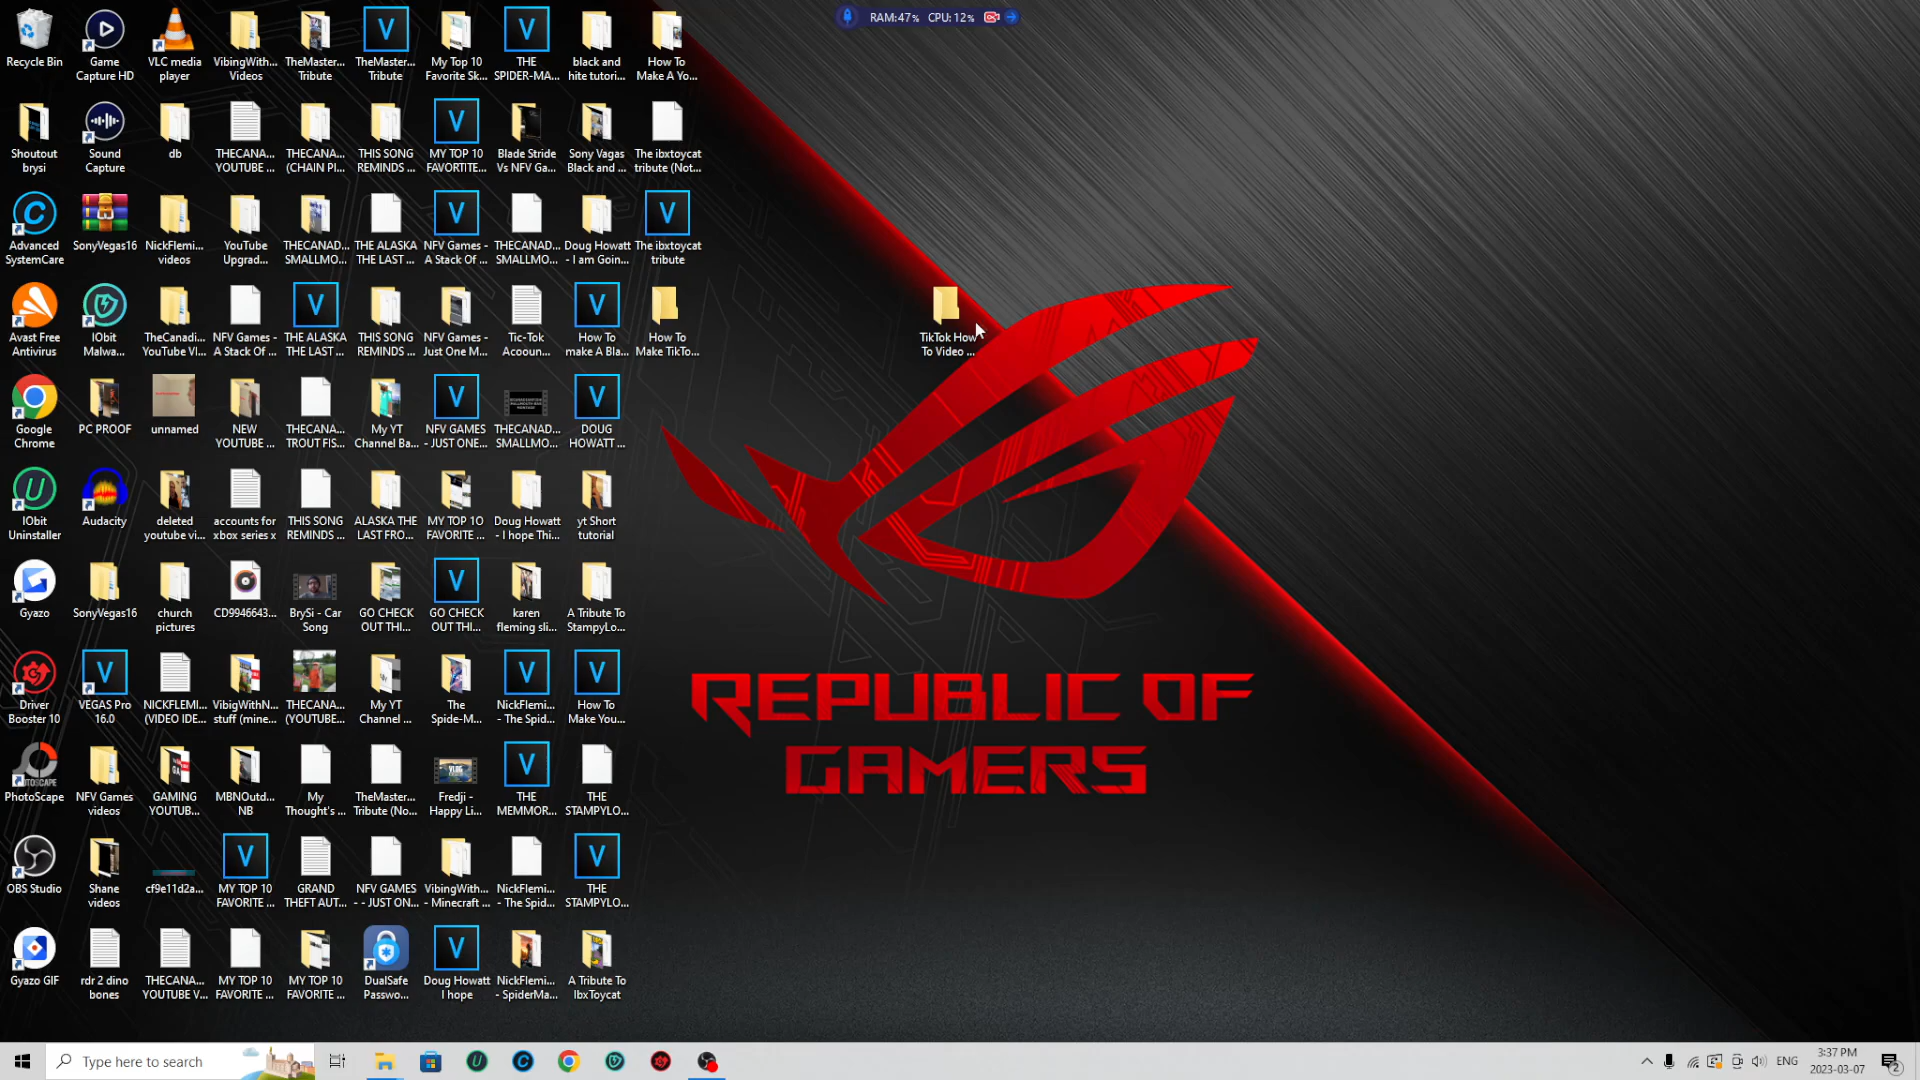 RAM:47% CPU: 12%
Recycle Bin
Game Capture HD
VLC media player
VibingWith... Videos
TheMaster... Tribute
TheMaster... Tribute
My Top 10 Favorite Sk...
THE SPIDER-MA...
black and hite tutori...
How To Make A Yo...
Shoutout brysi
Sound Capture
db
THECANA... YOUTUBE ...
THECANA... (CHAIN PI...
THIS SONG REMINDS ...
MY TOP 10 FAVORTITE...
Blade Stride Vs NFV Ga...
Sony Vagas Black and ...
The ibxtoycat tribute (Not...
Advanced SystemCare
SonyVegas16
NickFlemi... videos
YouTube Upgrad...
THECANAD... SMALLMO...
THE ALASKA THE LAST ...
NFV Games - A Stack Of ...
THECANAD... SMALLMO...
Doug Howatt - I am Goin...
The ibxtoycat tribute
Avast Free Antivirus
IObit Malwa...
TheCanadi... YouTube VI...
NFV Games - A Stack Of ...
THE ALASKA THE LAST ...
THIS SONG REMINDS ...
NFV Games - Just One M...
Tic-Tok Acooun...
How To make A Bla...
How To Make TikTo...
TikTok How To Video ...
Google Chrome
PC PROOF
unnamed
NEW YOUTUBE ...
THECANAD... TROUT FIS...
My YT Channel Ba...
NFV GAMES - JUST ONE...
THECANAD... SMALLMO...
DOUG HOWATT ...
IObit Uninstaller
Audacity
deleted youtube vi...
accounts for xbox series x
THIS SONG REMINDS ...
ALASKA THE LAST FRO...
MY TOP 1O FAVORITE ...
Doug Howatt - I hope Thi...
yt Short tutorial
Gyazo
SonyVegas16
church pictures
CD9946643...
BrySi - Car Song
GO CHECK OUT THI...
GO CHECK OUT THI...
karen fleming sli...
A Tribute To StampyLo...
Driver Booster 10
VEGAS Pro 16.0
NICKFLEMI... (VIDEO IDE...
VibigWithN... stuff (mine...
THECANA... (YOUTUBE...
My YT Channel ...
The Spide-M...
NickFlemi... - The Spid...
How To Make You...
REPUBLIC OF
GAMERS
PhotoScape
NFV Games videos
GAMING YOUTUB...
MBNOutd... NB
My Thought's ...
TheMaster... Tribute (No...
Fredji - Happy Li...
THE MEMMOR...
THE STAMPYLO...
OBS Studio
Shane videos
cf9e11d2a...
MY TOP 10 FAVORITE ...
GRAND THEFT AUT...
NFV GAMES - - JUST ON...
VibingWith... - Minecraft ...
NickFlemi... - The Spid...
THE STAMPYLO...
Gyazo GIF
rdr 2 dino bones
THECANA... YOUTUBE V...
MY TOP 10 FAVORITE ...
MY TOP 10 FAVORITE ...
DualSafe Passwo...
Doug Howatt I hope
NickFlemi... - SpiderMa...
A Tribute To IbxToycat
Type here to search
ENG
3:37 PM
2023-03-07
2